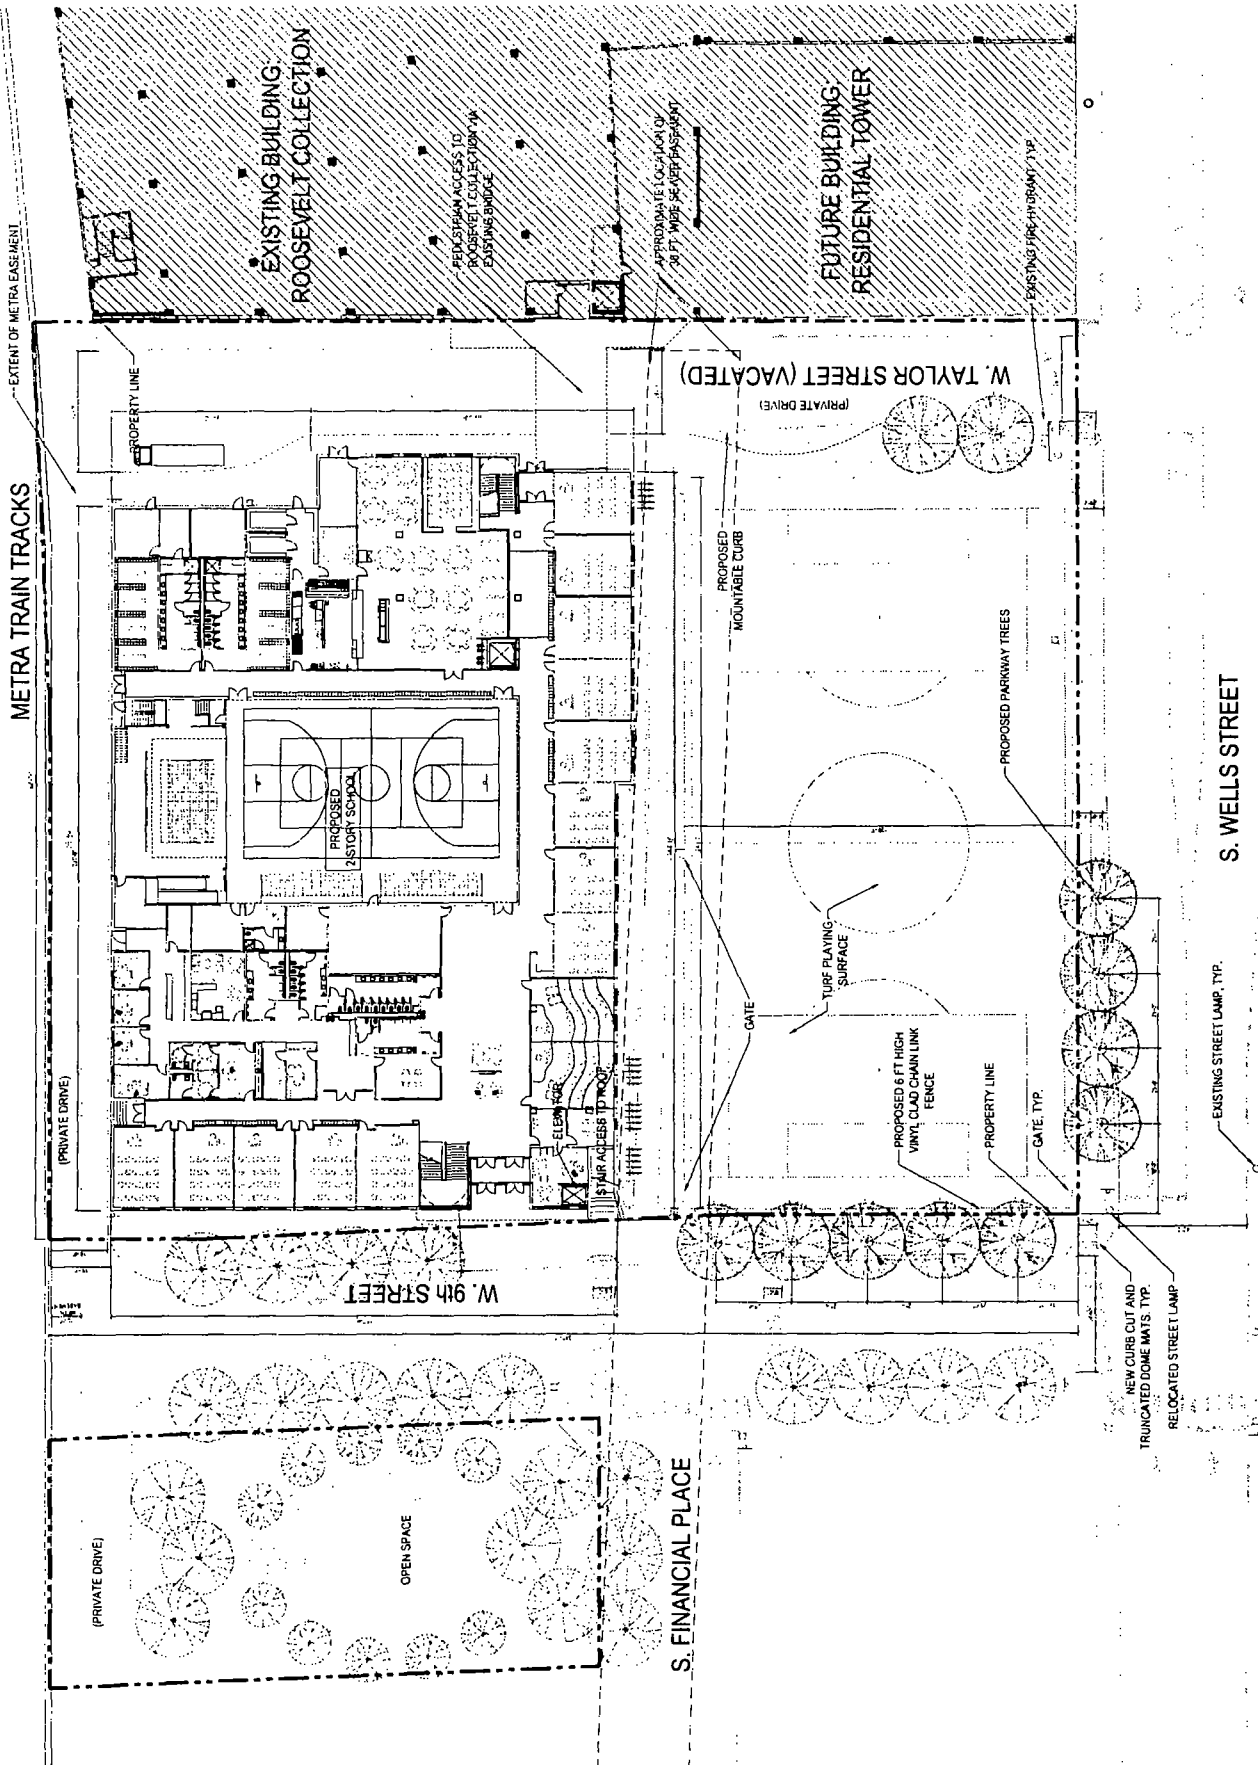 METRA TRAIN TRACKS
EXTENT OF METRA EASEMENT
PROPERTY LINE
EXISTING BUILDING:
ROOSEVELT COLLECTION
PEDESTRIAN ACCESS TO
ROOSEVELT COLLECTION VIA
EXISTING BRIDGE
APPROXIMATE LOCATION OF
30 FT WIDE SEWER EASEMENT
FUTURE BUILDING:
RESIDENTIAL TOWER
EXISTING FIRE HYDRANT TYP.
W. TAYLOR STREET (VACATED)
(PRIVATE DRIVE)
PROPOSED
MOUNTABLE CURB
PROPOSED
2 STORY SCHOOL
PROPOSED PARKWAY TREES
S. WELLS STREET
GATE
TURF PLAYING
SURFACE
PROPOSED 6 FT HIGH
VINYL CLAD CHAIN LINK
FENCE
PROPERTY LINE
GATE, TYP.
EXISTING STREET LAMP, TYP.
(PRIVATE DRIVE)
ELEVATOR
STAIR ACCESS TO ROOF
W. 9th STREET
NEW CURB CUT AND
TRUNCATED DOME MATS, TYP.
RELOCATED STREET LAMP
(PRIVATE DRIVE)
OPEN SPACE
S. FINANCIAL PLACE